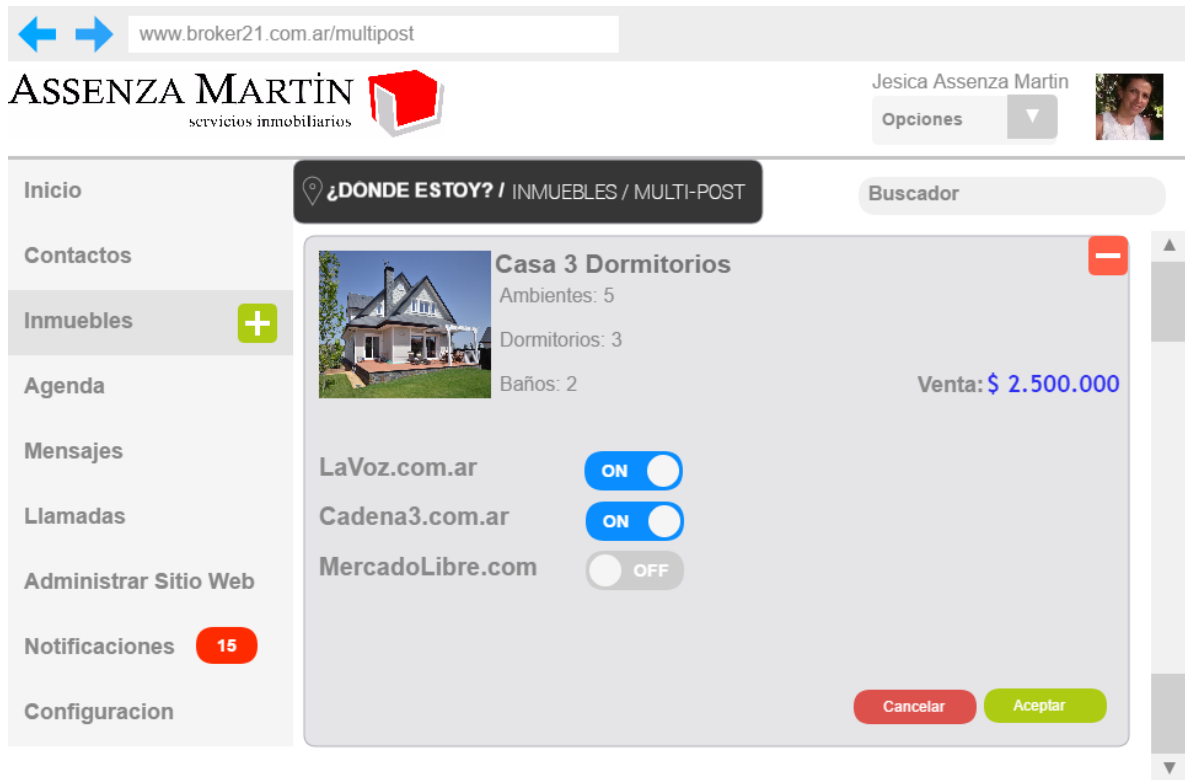 www.broker21.com.ar/multipost
ASSENZA MARTÍN
servicios inmobiliarios
Jesica Assenza Martin
Opciones
Inicio
Contactos
Inmuebles
Agenda
Mensajes
Llamadas
Administrar Sitio Web
Notificaciones 15
Configuracion
¿DÓNDE ESTOY? / INMUEBLES / MULTI-POST
Buscador
Casa 3 Dormitorios
Ambientes: 5
Dormitorios: 3
Baños: 2
Venta: $ 2.500.000
LaVoz.com.ar ON
Cadena3.com.ar ON
MercadoLibre.com OFF
Cancelar
Aceptar